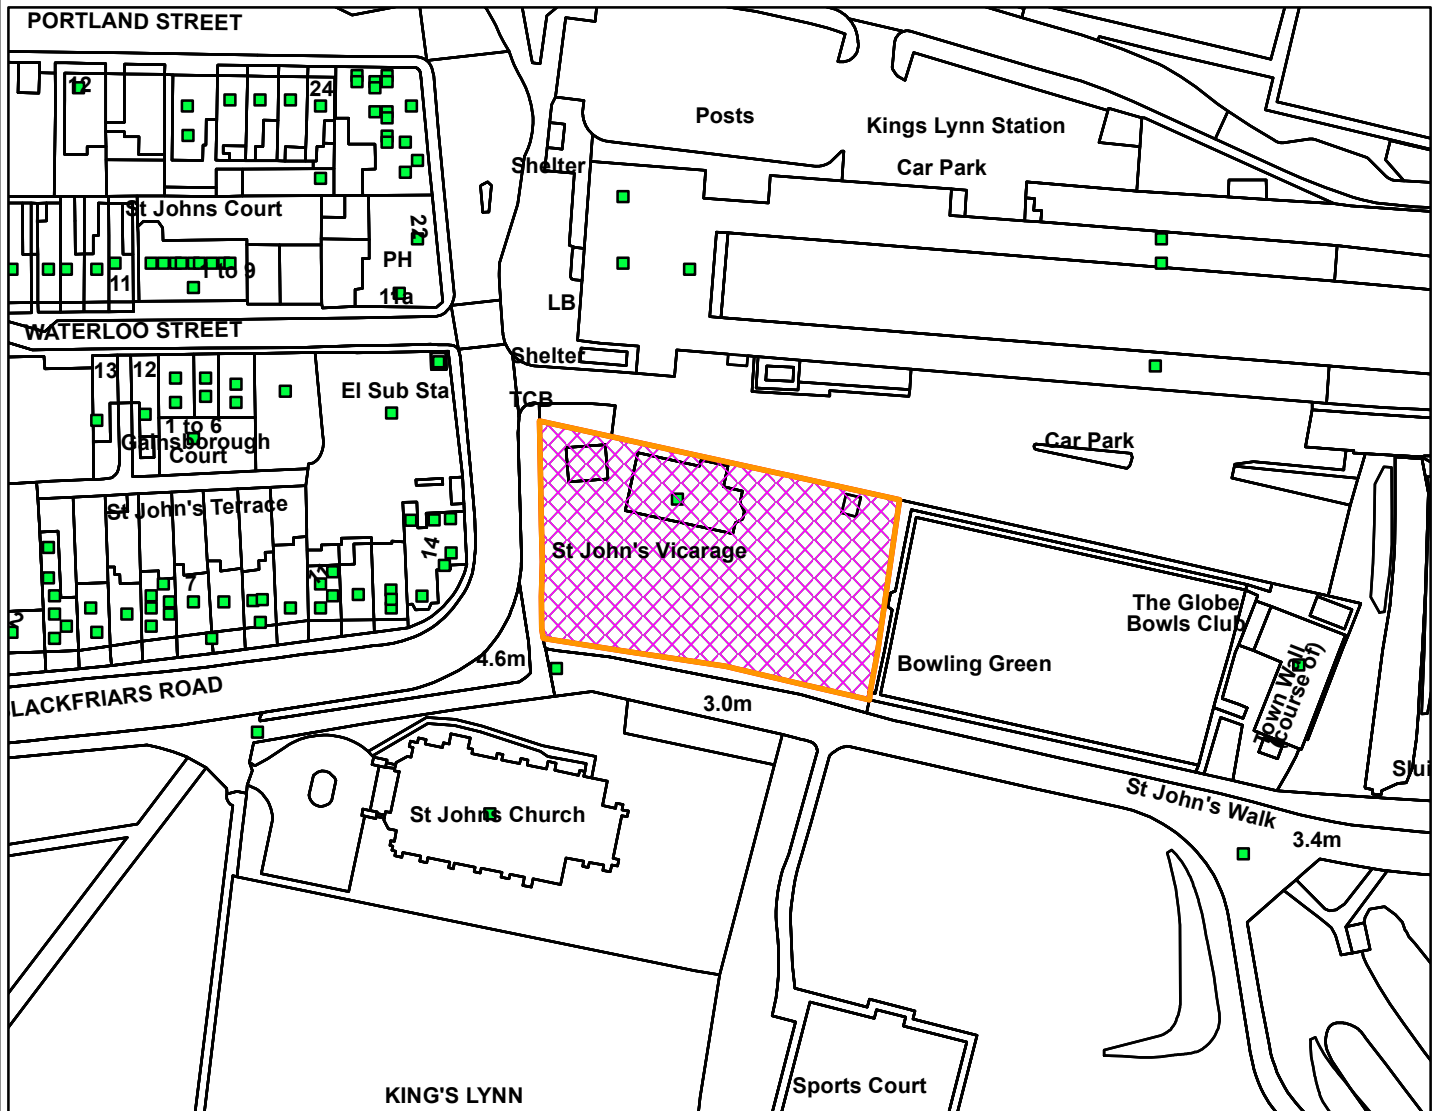 PORTLAND STREET
12
24
Posts
Kings Lynn Station
Car Park
Shelter
St Johns Court
22
PH
11
1 to 9
11a
LB
WATERLOO STREET
Shelter
13
12
El Sub Sta
TCB
1 to 6
Gainsborough
Court
Car Park
St John's Terrace
14
St John's Vicarage
7
The Globe
Bowls Club
4.6m
Bowling Green
Town Wall
(course of)
LACKFRIARS ROAD
3.0m
Slui
St John's Walk
St Johns Church
3.4m
Sports Court
KING'S LYNN